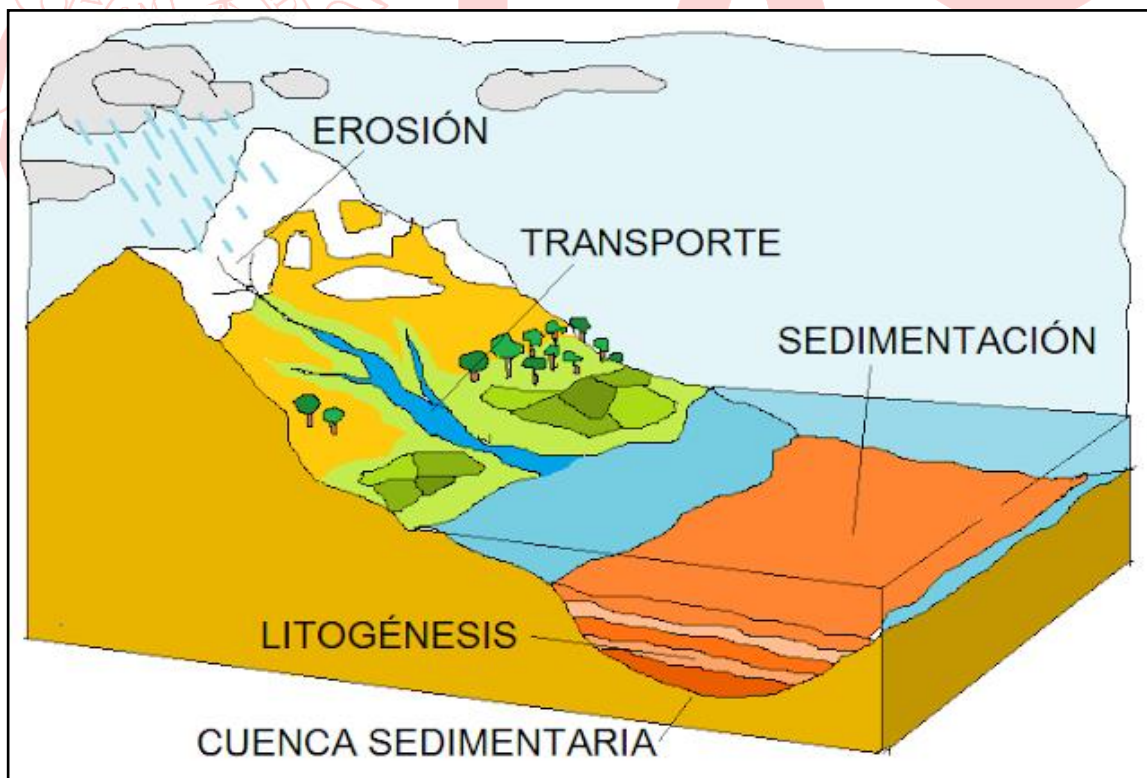 EROSIÓN
TRANSPORTE
SEDIMENTACIÓN
LITOGÉNESIS
CUENCA SEDIMENTARIA